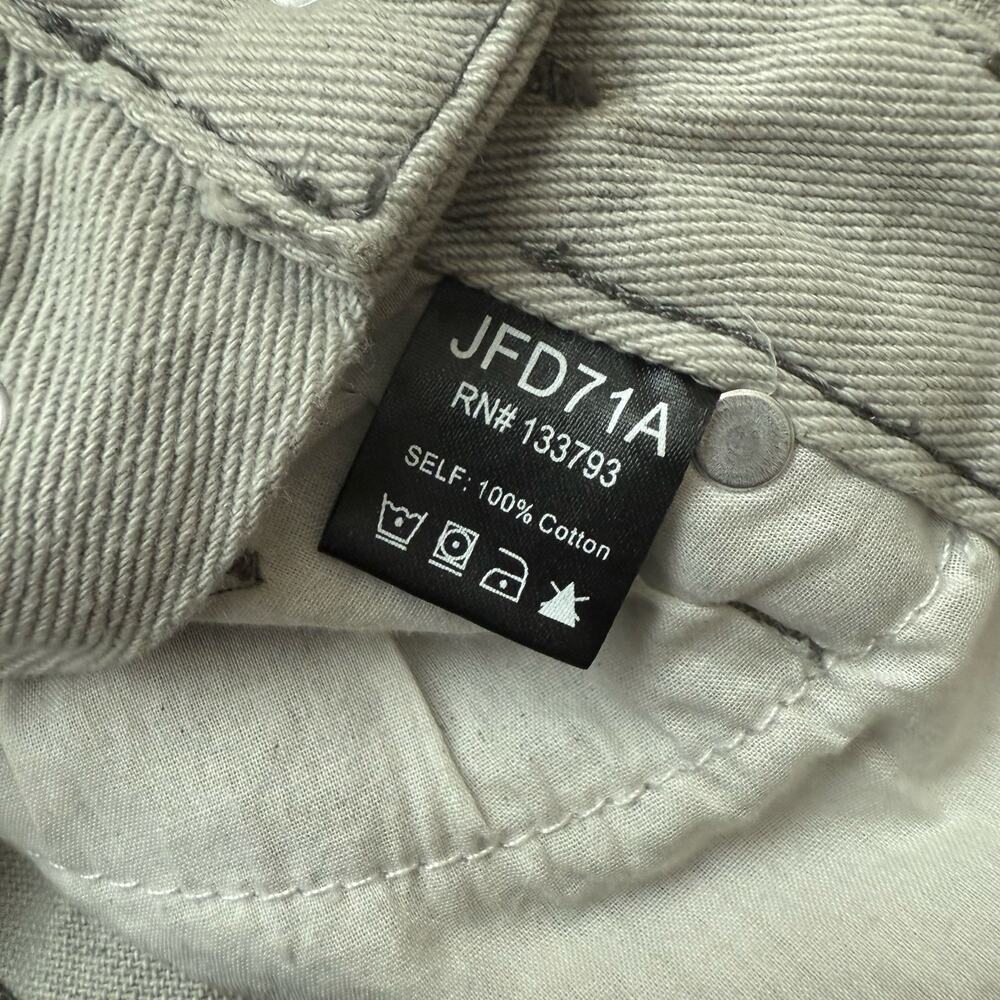 JFD71A
RN# 133793
SELF: 100% Cotton